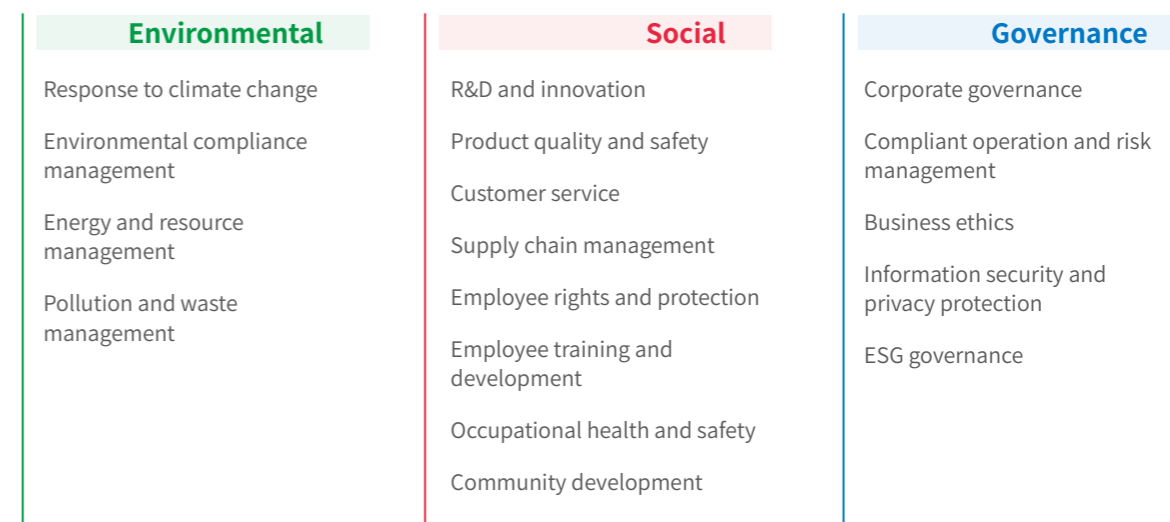 Environmental
Response to climate change
Environmental compliance
management
Energy and resource
management
Pollution and waste
management
Social
R&D and innovation
Product quality and safety
Customer service
Supply chain management
Employee rights and protection
Employee training and
development
Occupational health and safety
Community development
Governance
Corporate governance
Compliant operation and risk
management
Business ethics
Information security and
privacy protection
ESG governance